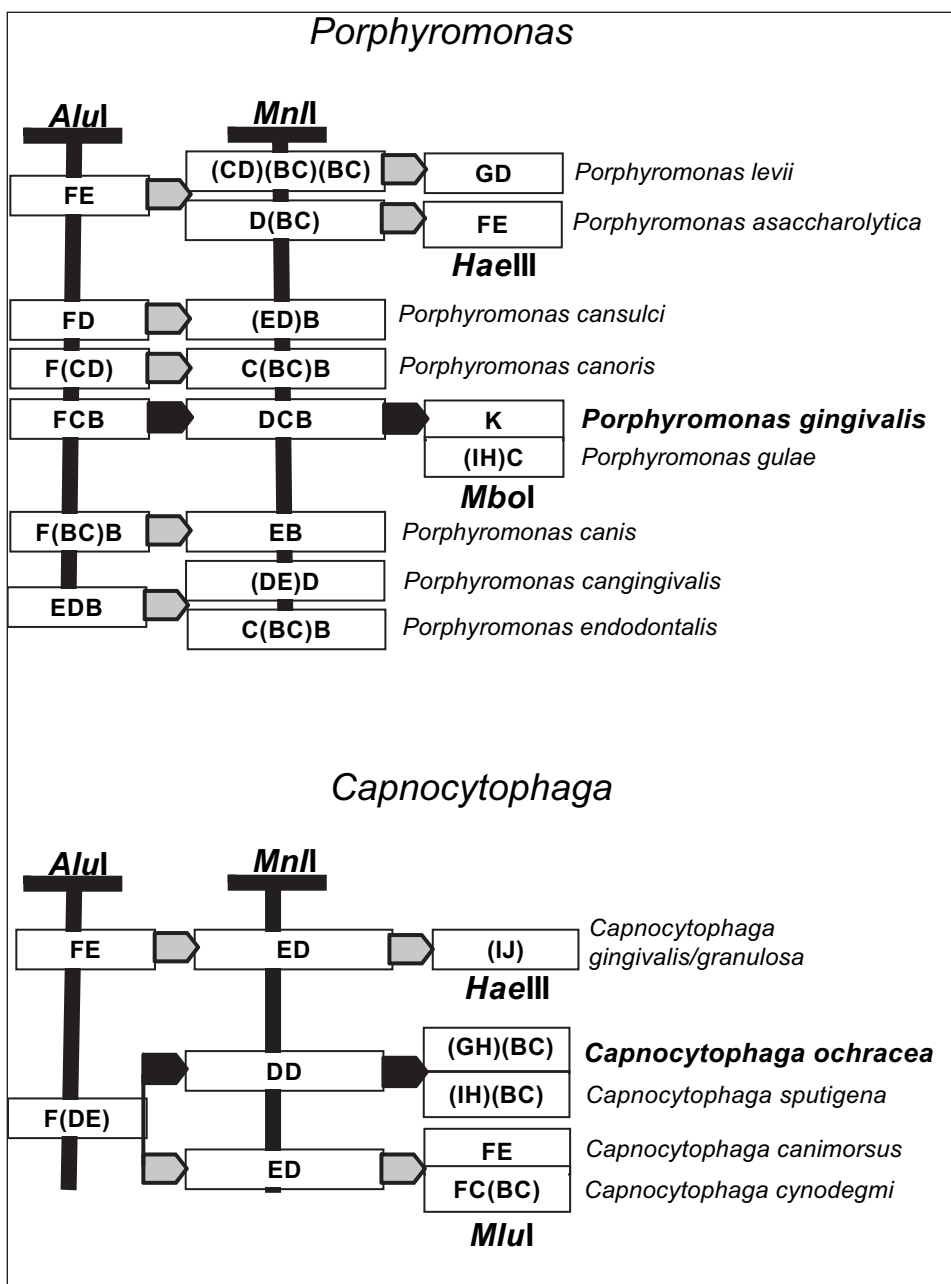 Porphyromonas
AluI MnlI
(CD)(BC)(BC) GD Porphyromonas levii
FE
D(BC) FE Porphyromonas asaccharolytica
HaeIII
FD (ED)B Porphyromonas cansulci
F(CD) C(BC)B Porphyromonas canoris
FCB DCB K Porphyromonas gingivalis
(IH)C Porphyromonas gulae
MboI
F(BC)B EB Porphyromonas canis
(DE)D Porphyromonas cangingivalis
EDB
C(BC)B Porphyromonas endodontalis
Capnocytophaga
AluI MnlI
FE ED (IJ) Capnocytophaga
gingivalis/granulosa
HaeIII
(GH)(BC) Capnocytophaga ochracea
DD
(IH)(BC) Capnocytophaga sputigena
F(DE)
FE Capnocytophaga canimorsus
ED
FC(BC) Capnocytophaga cynodegmi
MluI